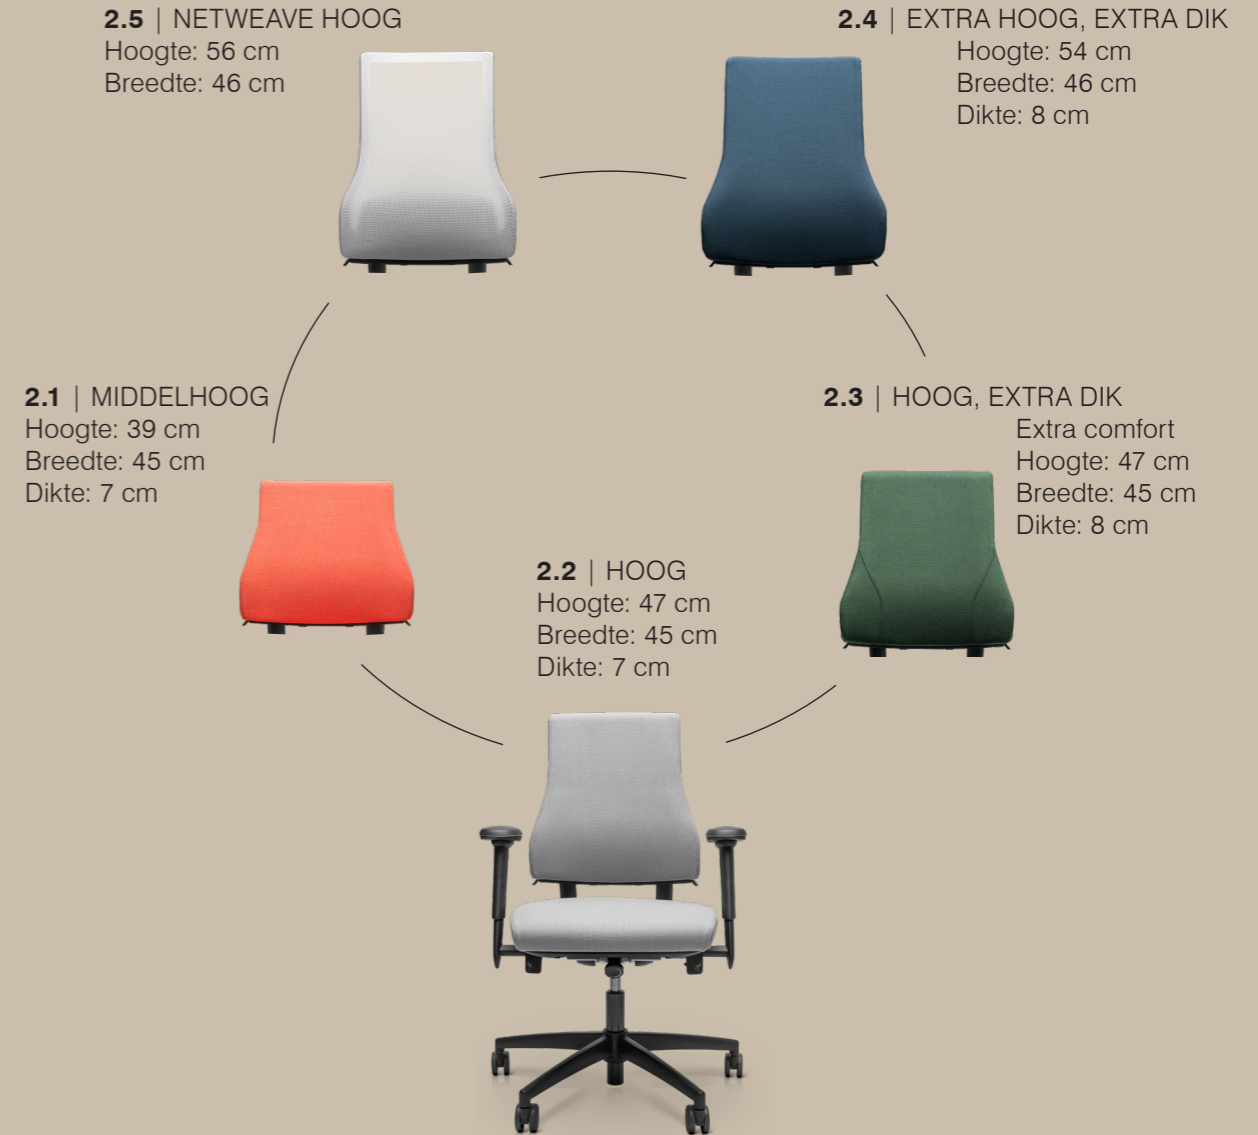 2.5 | NETWEAVE HOOG
Hoogte: 56 cm
Breedte: 46 cm
2.4 | EXTRA HOOG, EXTRA DIK
Hoogte: 54 cm
Breedte: 46 cm
Dikte: 8 cm
2.1 | MIDDELHOOG
Hoogte: 39 cm
Breedte: 45 cm
Dikte: 7 cm
2.3 | HOOG, EXTRA DIK
Extra comfort
Hoogte: 47 cm
Breedte: 45 cm
Dikte: 8 cm
2.2 | HOOG
Hoogte: 47 cm
Breedte: 45 cm
Dikte: 7 cm